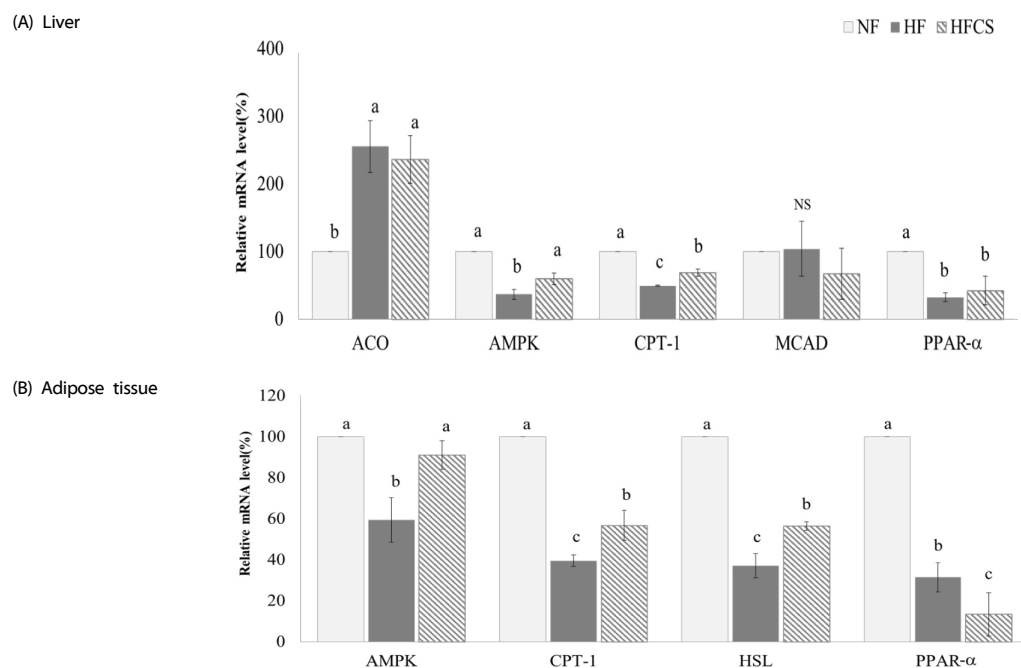 (A) Liver
NF HF HFCS
Relative mRNA level(%)
400
300
200
100
0
b a a
a b a
a c b
NS
a b b
ACO AMPK CPT-1 MCAD PPAR-α
(B) Adipose tissue
Relative mRNA level(%)
120
100
80
60
40
20
0
a b a
a c b
a c b
a b c
AMPK CPT-1 HSL PPAR-α